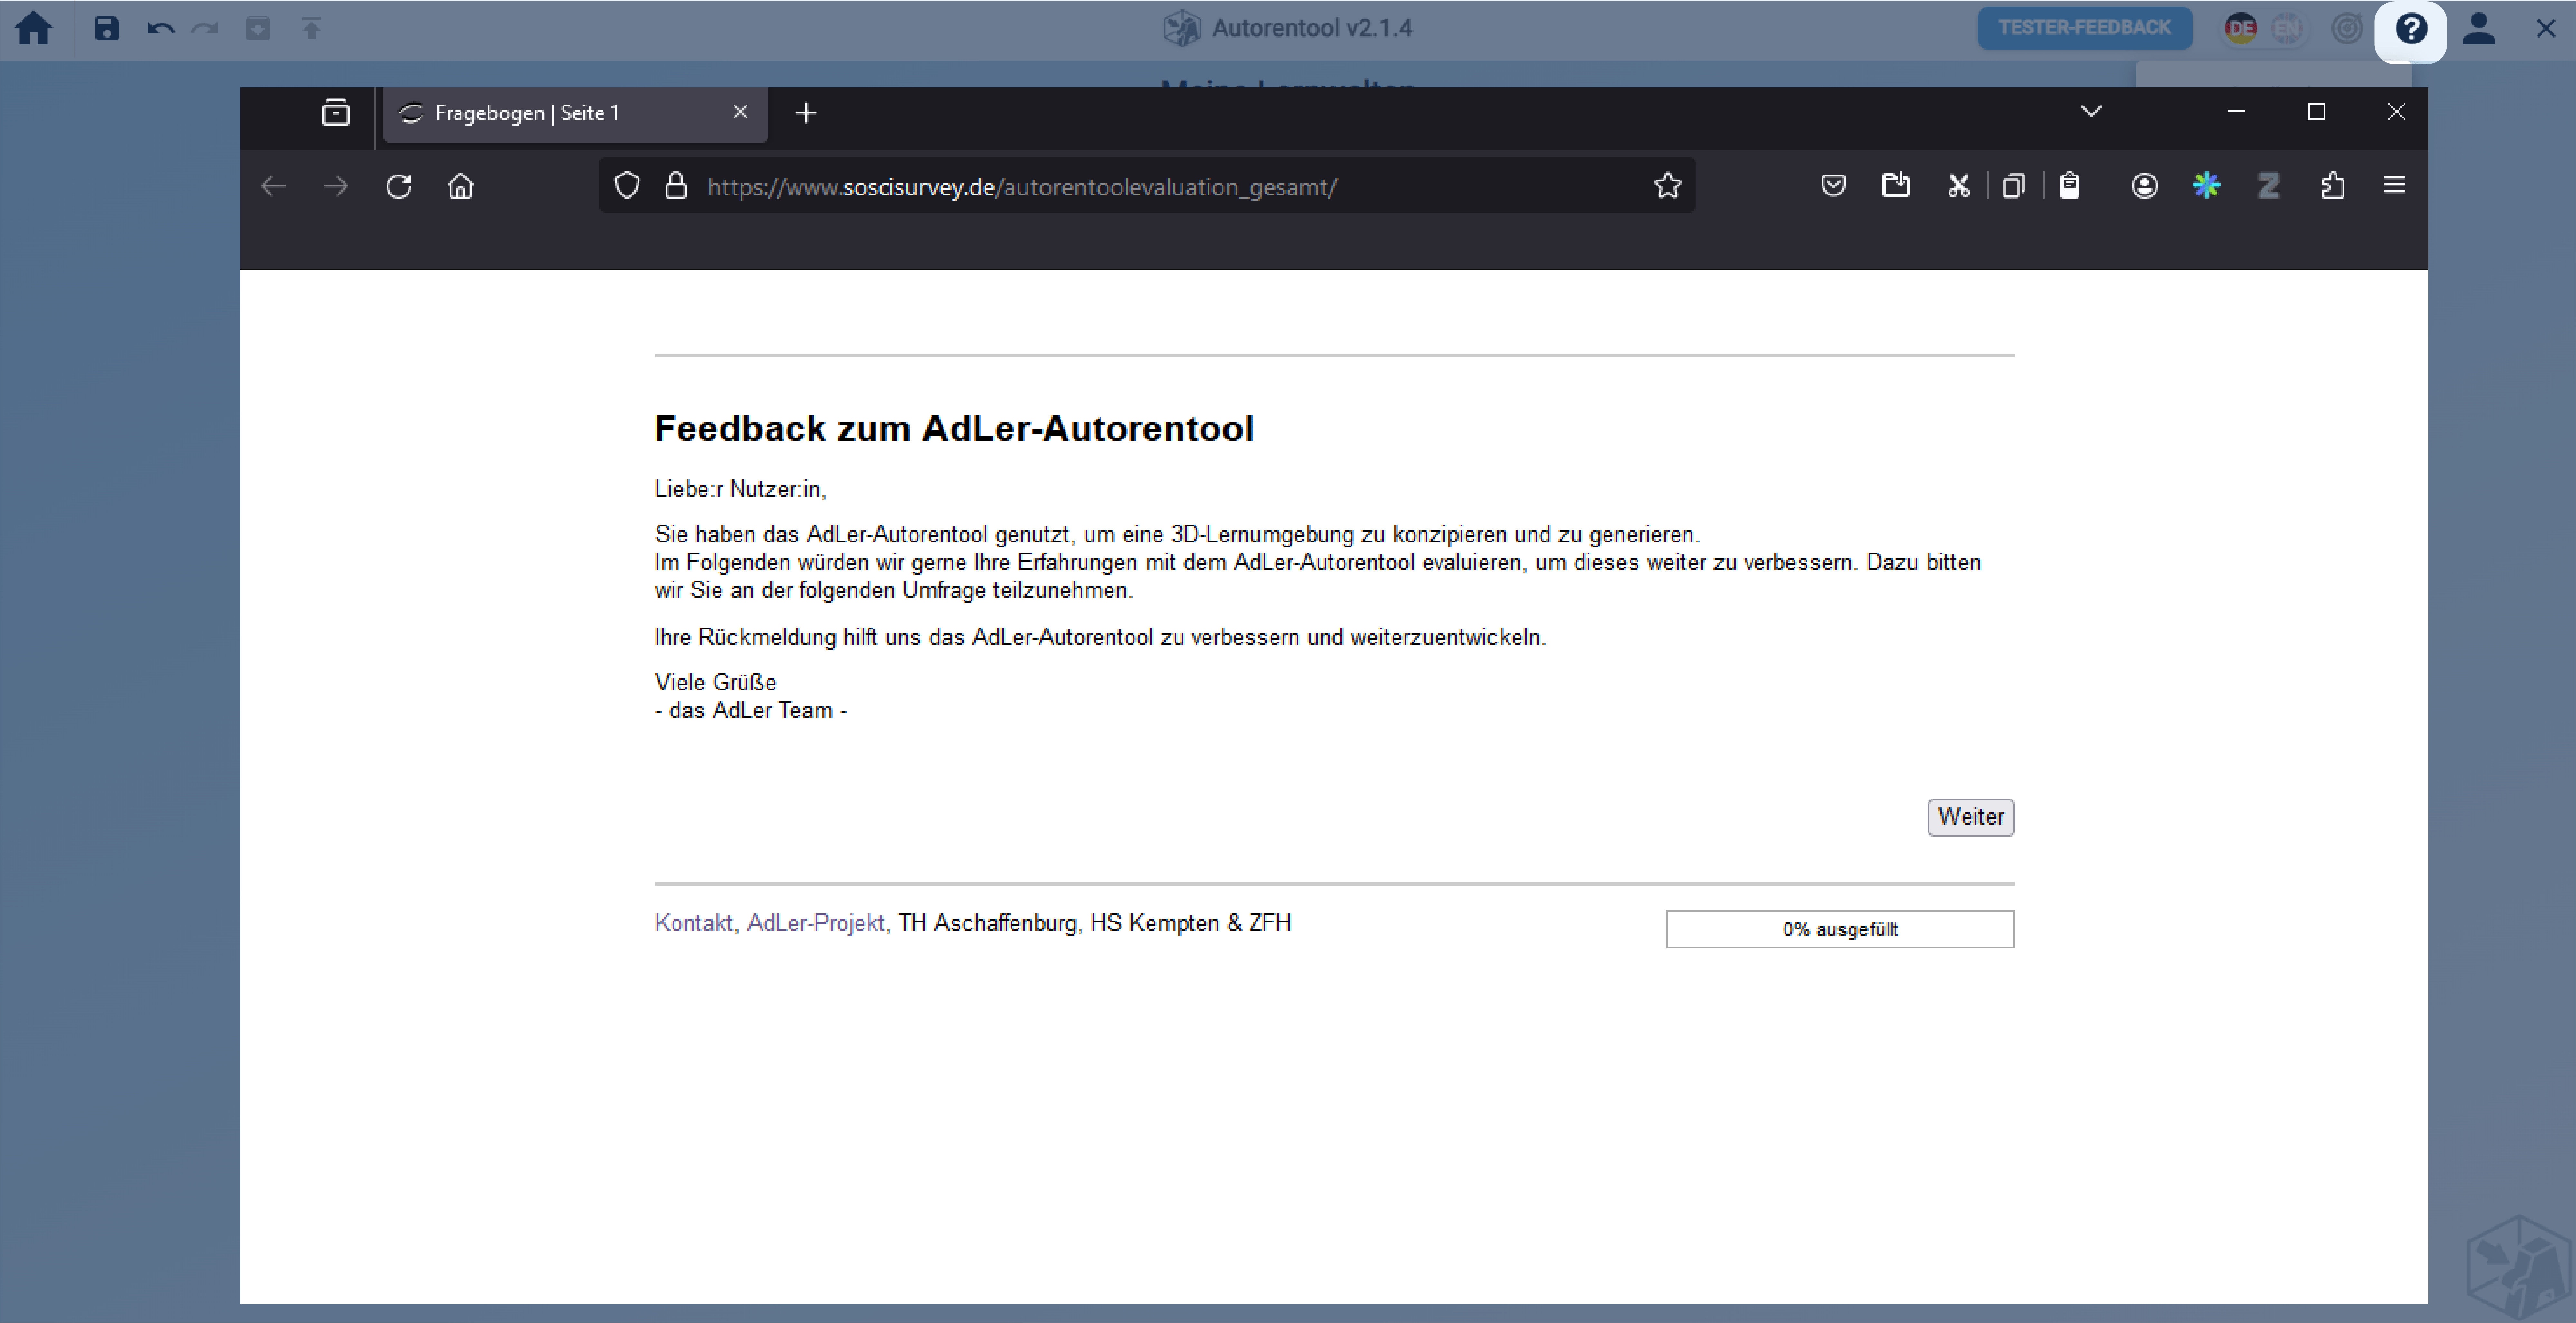 Autorentool v2.1.4
TESTER-FEEDBACK
DE
EN
Meine Lernwelten
Fragebogen | Seite 1
https://www.soscisurvey.de/autorentoolevaluation_gesamt/
Feedback zum AdLer-Autorentool
Liebe:r Nutzer:in,
Sie haben das AdLer-Autorentool genutzt, um eine 3D-Lernumgebung zu konzipieren und zu generieren.
Im Folgenden würden wir gerne Ihre Erfahrungen mit dem AdLer-Autorentool evaluieren, um dieses weiter zu verbessern. Dazu bitten
wir Sie an der folgenden Umfrage teilzunehmen.
Ihre Rückmeldung hilft uns das AdLer-Autorentool zu verbessern und weiterzuentwickeln.
Viele Grüße
- das AdLer Team -
Weiter
Kontakt, AdLer-Projekt, TH Aschaffenburg, HS Kempten & ZFH
0% ausgefüllt